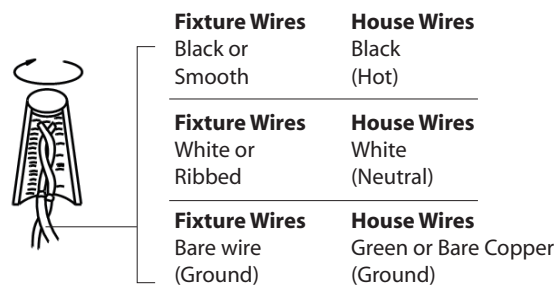 Fixture Wires House Wires
Black or Black
Smooth (Hot)
Fixture Wires House Wires
White or White
Ribbed (Neutral)
Fixture Wires House Wires
Bare wire Green or Bare Copper
(Ground) (Ground)